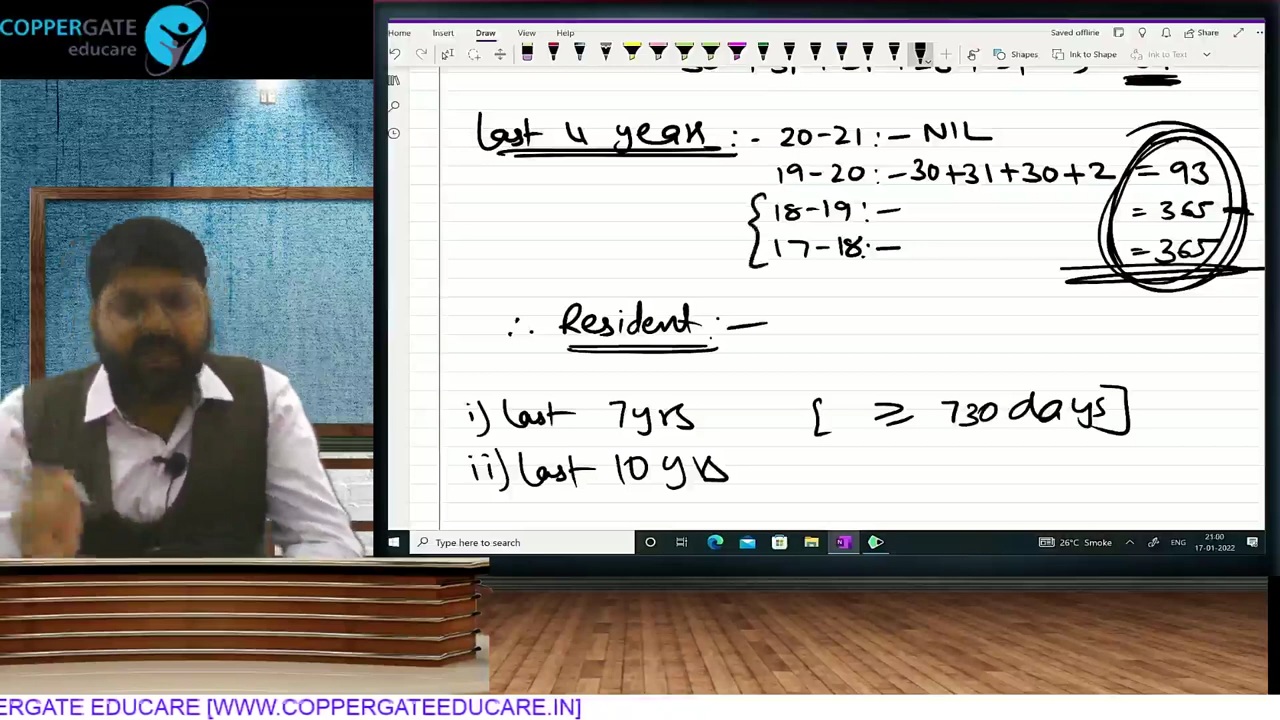 COPPERGATE
educare
Home Insert Draw View Help
Saved offline
Share
Shapes
Ink to Shape
Ink to Text
last 4 year :- 20-21:- NIL
19-20:- 30+31+30+2 = 93
18-19:- = 365
17-18:- = 365
∴ Resident :-
i) last 7yrs [ ≥ 730 days]
ii) last 10 yrs
Type here to search
26°C Smoke
ENG
21:00
17-01-2022
PERGATE EDUCARE [WWW.COPPERGATEEDUCARE.IN]